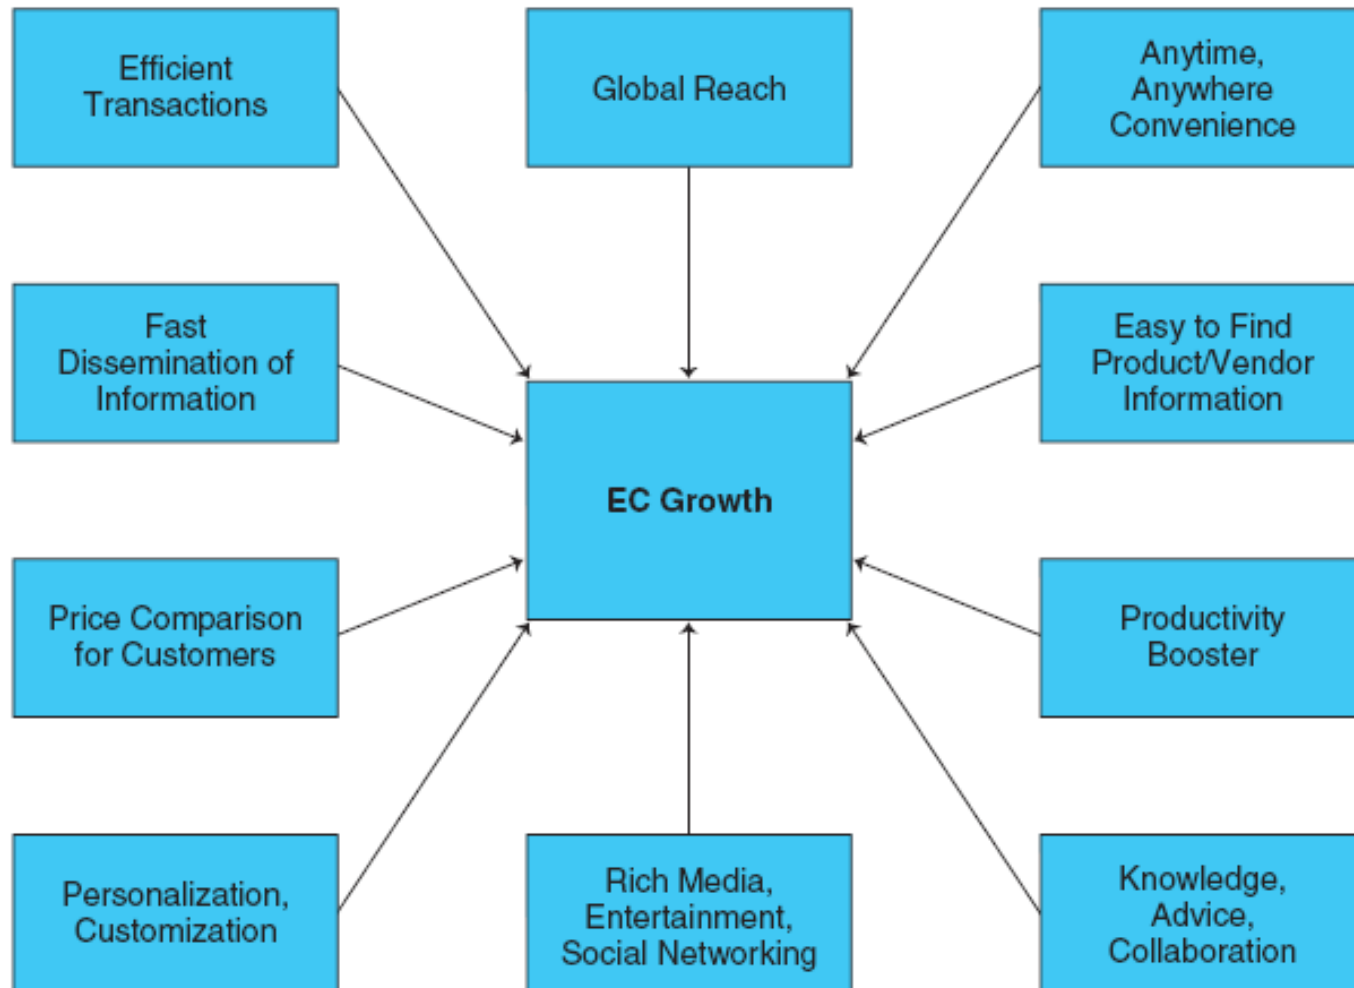 Efficient
Transactions
Global Reach
Anytime,
Anywhere
Convenience
Fast
Dissemination of
Information
Easy to Find
Product/Vendor
Information
EC Growth
Price Comparison
for Customers
Productivity
Booster
Personalization,
Customization
Rich Media,
Entertainment,
Social Networking
Knowledge,
Advice,
Collaboration